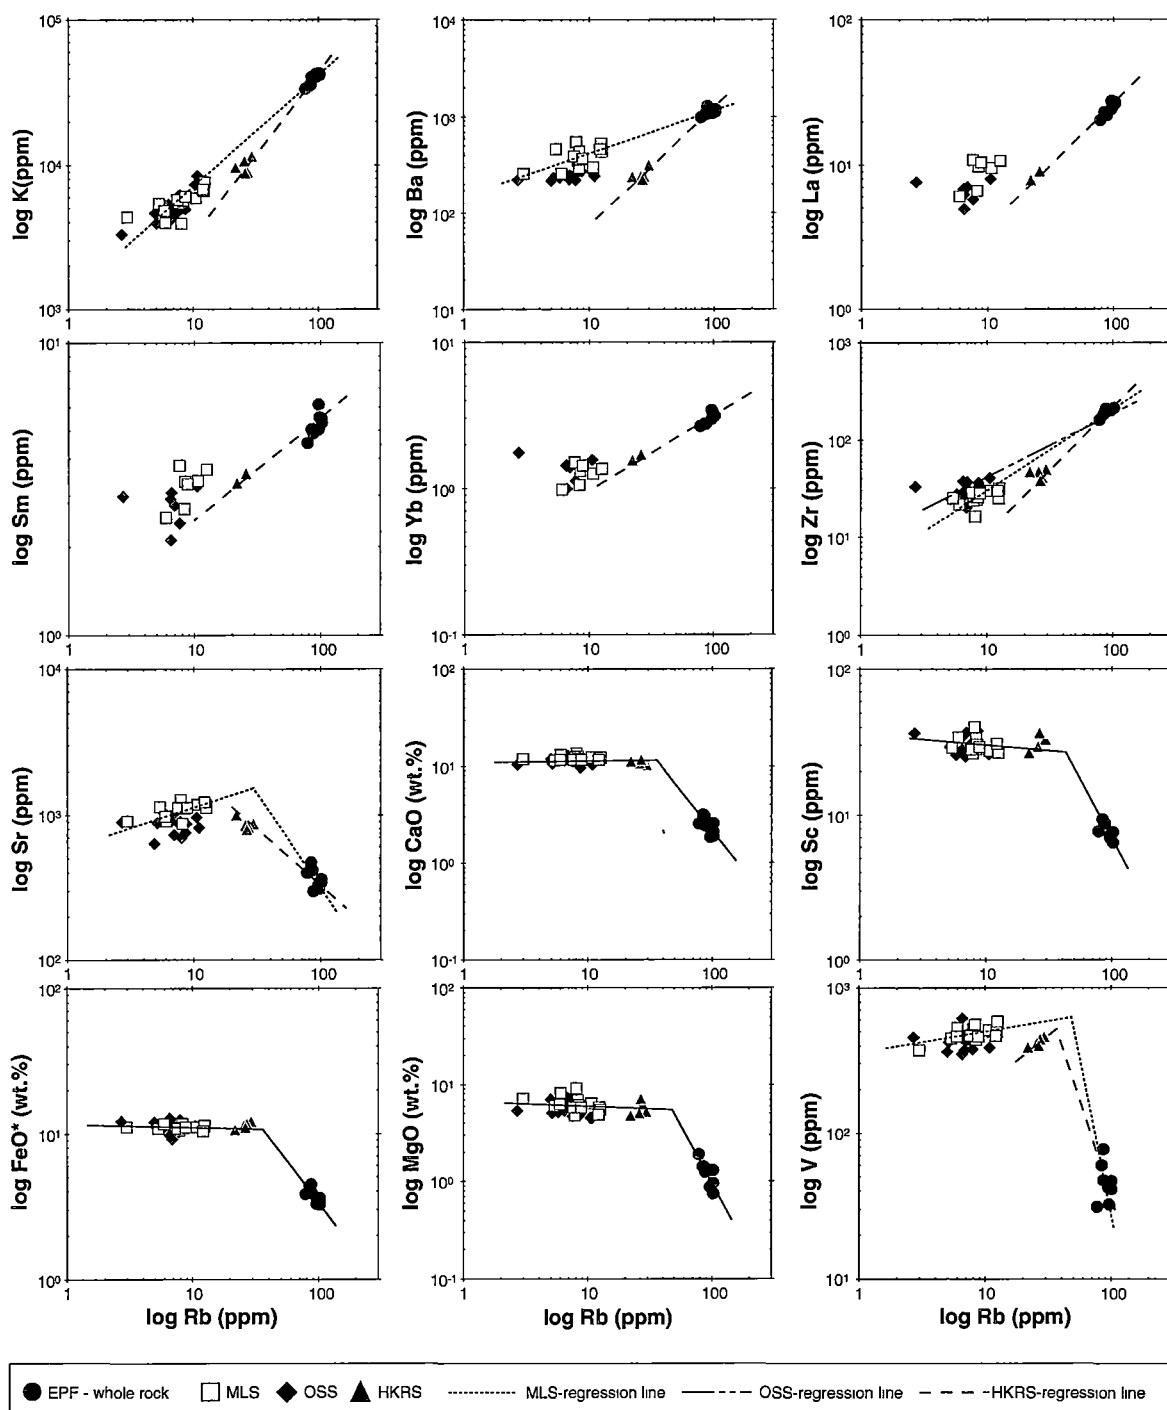 log K(ppm)
10⁵
10⁴
10³
1 10 100
log Ba (ppm)
10⁴
10³
10²
10¹
1 10 100
log La (ppm)
10²
10¹
10⁰
1 10 100
log Sm (ppm)
10¹
10⁰
1 10 100
log Yb (ppm)
10¹
10⁰
10⁻¹
1 10 100
log Zr (ppm)
10³
10²
10¹
10⁰
1 10 100
log Sr (ppm)
10⁴
10³
10²
1 10 100
log CaO (wt.%)
10²
10¹
10⁰
10⁻¹
1 10 100
log Sc (ppm)
10²
10¹
10⁰
1 10 100
log FeO* (wt.%)
10²
10¹
10⁰
1 10 100
log Rb (ppm)
log MgO (wt.%)
10²
10¹
10⁰
10⁻¹
1 10 100
log Rb (ppm)
log V (ppm)
10³
10²
10¹
1 10 100
log Rb (ppm)
EPF - whole rock MLS OSS HKRS MLS-regression line OSS-regression line HKRS-regression line